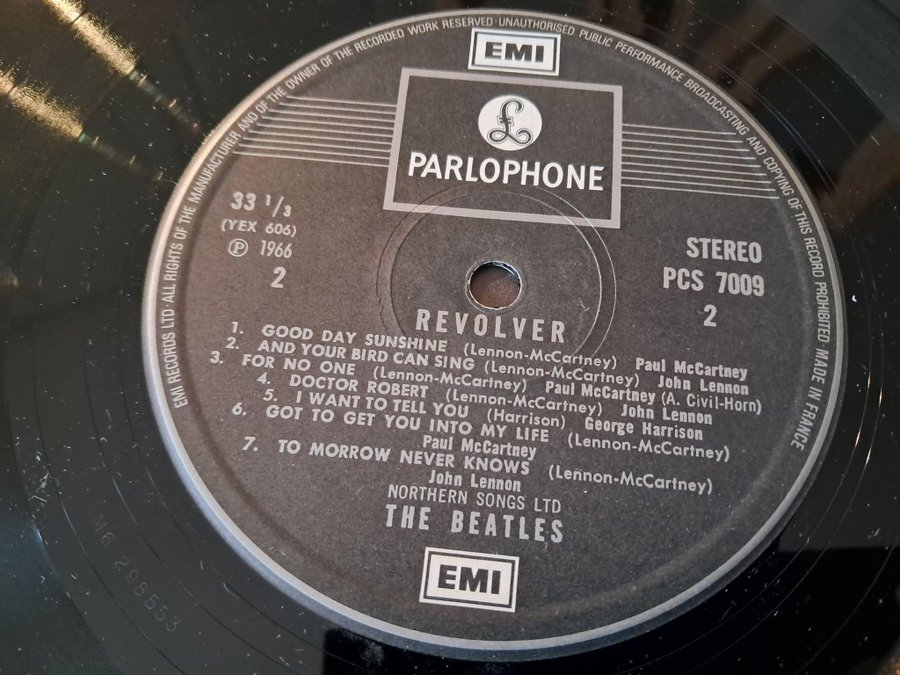 EMI RECORDS LTD · ALL RIGHTS OF THE MANUFACTURER AND OF THE OWNER OF THE RECORDED WORK RESERVED · UNAUTHORISED PUBLIC PERFORMANCE BROADCASTING AND COPYING OF THIS RECORD PROHIBITED · MADE IN FRANCE
EMI
£
PARLOPHONE
33 1/3
(YEX 606)
℗ 1966
2
STEREO
PCS 7009
2
REVOLVER
1. GOOD DAY SUNSHINE (Lennon-McCartney) Paul McCartney
2. AND YOUR BIRD CAN SING (Lennon-McCartney) John Lennon
3. FOR NO ONE (Lennon-McCartney) Paul McCartney (A. Civil-Horn)
4. DOCTOR ROBERT (Lennon-McCartney) John Lennon
5. I WANT TO TELL YOU (Harrison) George Harrison
6. GOT TO GET YOU INTO MY LIFE (Lennon-McCartney)
Paul McCartney
7. TO MORROW NEVER KNOWS (Lennon-McCartney)
John Lennon
NORTHERN SONGS LTD
THE BEATLES
EMI